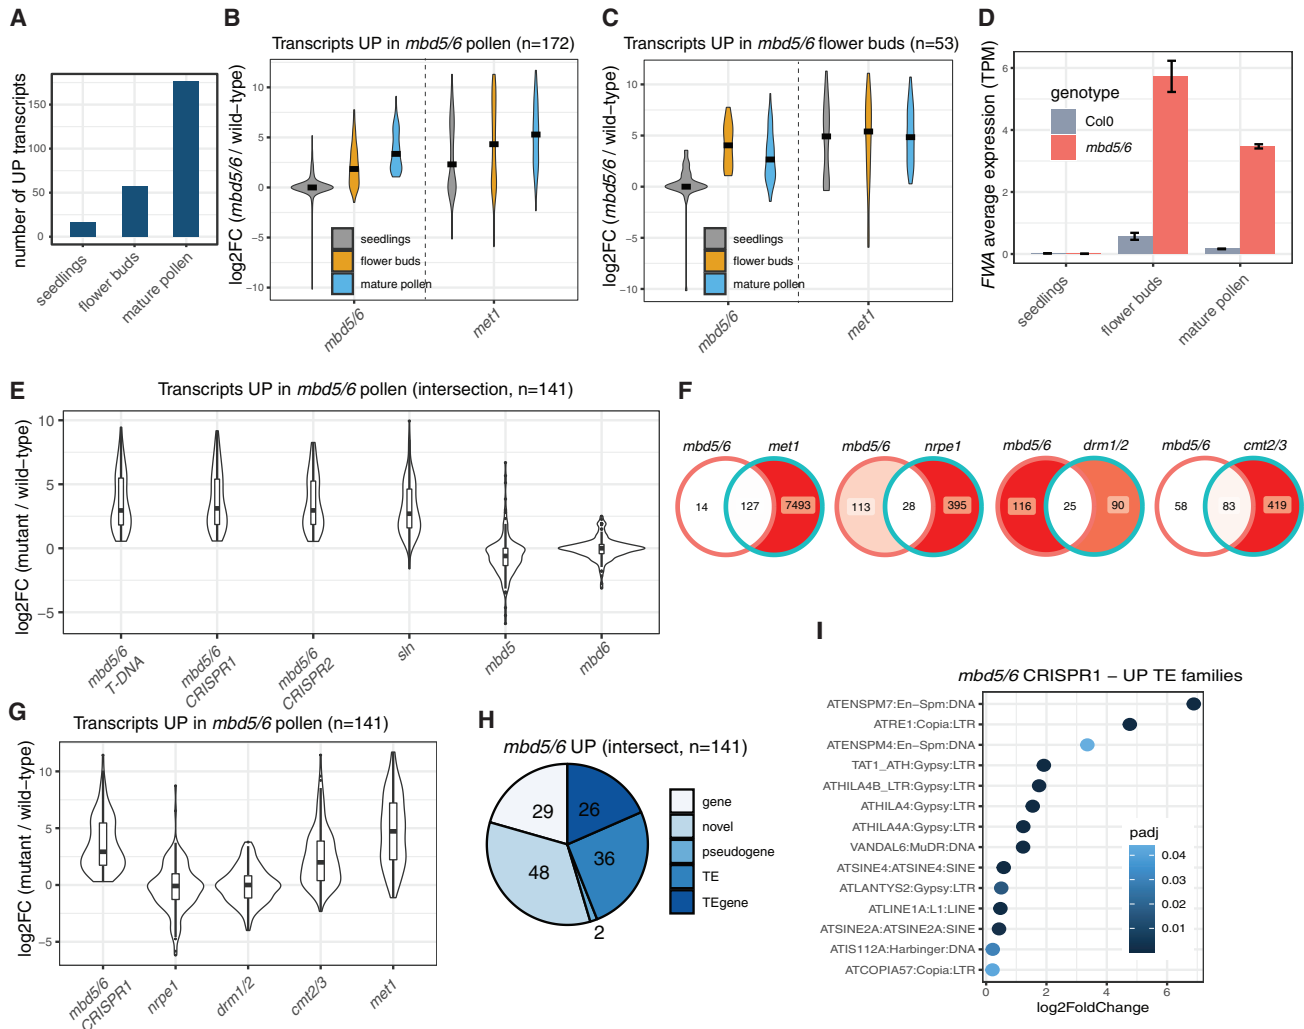 A
number of UP transcripts
150
100
50
0
seedlings
flower buds
mature pollen
B
Transcripts UP in mbd5/6 pollen (n=172)
log2FC (mbd5/6 / wild−type)
10
5
0
−5
−10
seedlings
flower buds
mature pollen
mbd5/6
met1
C
Transcripts UP in mbd5/6 flower buds (n=53)
log2FC (mbd5/6 / wild−type)
10
5
0
−5
−10
seedlings
flower buds
mature pollen
mbd5/6
met1
D
FWA average expression (TPM)
6
4
2
0
genotype
Col0
mbd5/6
seedlings
flower buds
mature pollen
E
Transcripts UP in mbd5/6 pollen (intersection, n=141)
log2FC (mutant / wild−type)
10
5
0
−5
mbd5/6
T-DNA
mbd5/6
CRISPR1
mbd5/6
CRISPR2
sln
mbd5
mbd6
F
mbd5/6
met1
14
127
7493
mbd5/6
nrpe1
113
28
395
mbd5/6
drm1/2
116
25
90
mbd5/6
cmt2/3
58
83
419
G
Transcripts UP in mbd5/6 pollen (n=141)
log2FC (mutant / wild−type)
10
5
0
−5
mbd5/6
CRISPR1
nrpe1
drm1/2
cmt2/3
met1
H
mbd5/6 UP (intersect, n=141)
29
26
36
48
2
gene
novel
pseudogene
TE
TEgene
I
mbd5/6 CRISPR1 − UP TE families
ATENSPM7:En−Spm:DNA
ATRE1:Copia:LTR
ATENSPM4:En−Spm:DNA
TAT1_ATH:Gypsy:LTR
ATHILA4B_LTR:Gypsy:LTR
ATHILA4:Gypsy:LTR
ATHILA4A:Gypsy:LTR
VANDAL6:MuDR:DNA
ATSINE4:ATSINE4:SINE
ATLANTYS2:Gypsy:LTR
ATLINE1A:L1:LINE
ATSINE2A:ATSINE2A:SINE
ATIS112A:Harbinger:DNA
ATCOPIA57:Copia:LTR
padj
0.04
0.03
0.02
0.01
0
2
4
6
log2FoldChange